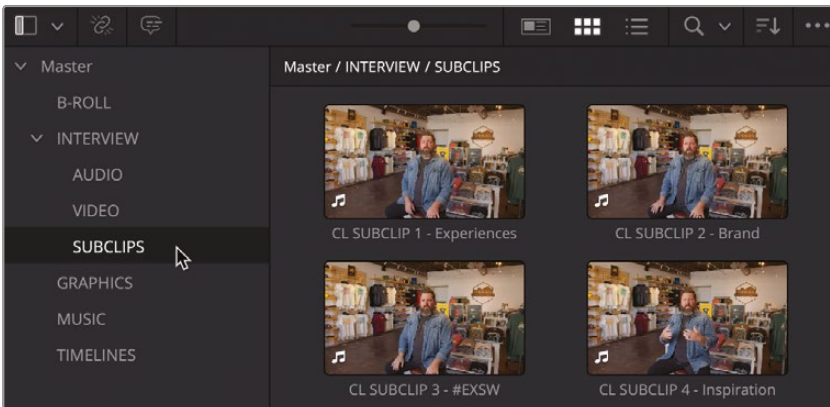 Master
B-ROLL
INTERVIEW
AUDIO
VIDEO
SUBCLIPS
GRAPHICS
MUSIC
TIMELINES
Master / INTERVIEW / SUBCLIPS
CL SUBCLIP 1 - Experiences
CL SUBCLIP 2 - Brand
CL SUBCLIP 3 - #EXSW
CL SUBCLIP 4 - Inspiration